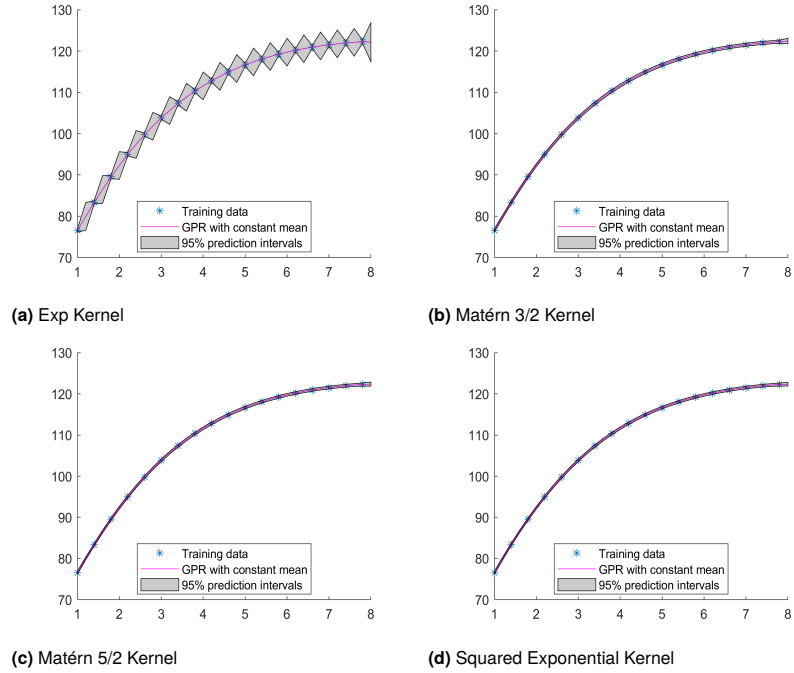 130
120
110
100
90
80
70
1 2 3 4 5 6 7 8
Training data
GPR with constant mean
95% prediction intervals
(a) Exp Kernel
130
120
110
100
90
80
70
1 2 3 4 5 6 7 8
Training data
GPR with constant mean
95% prediction intervals
(b) Matérn 3/2 Kernel
130
120
110
100
90
80
70
1 2 3 4 5 6 7 8
Training data
GPR with constant mean
95% prediction intervals
(c) Matérn 5/2 Kernel
130
120
110
100
90
80
70
1 2 3 4 5 6 7 8
Training data
GPR with constant mean
95% prediction intervals
(d) Squared Exponential Kernel